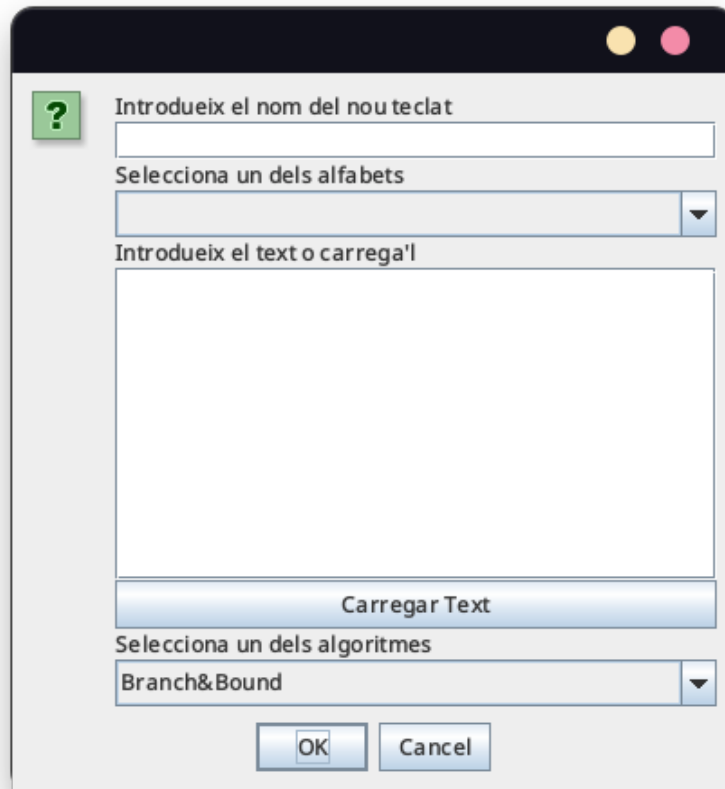 ?
Introdueix el nom del nou teclat
Selecciona un dels alfabets
Introdueix el text o carrega'l
Carregar Text
Selecciona un dels algoritmes
Branch&Bound
OK Cancel